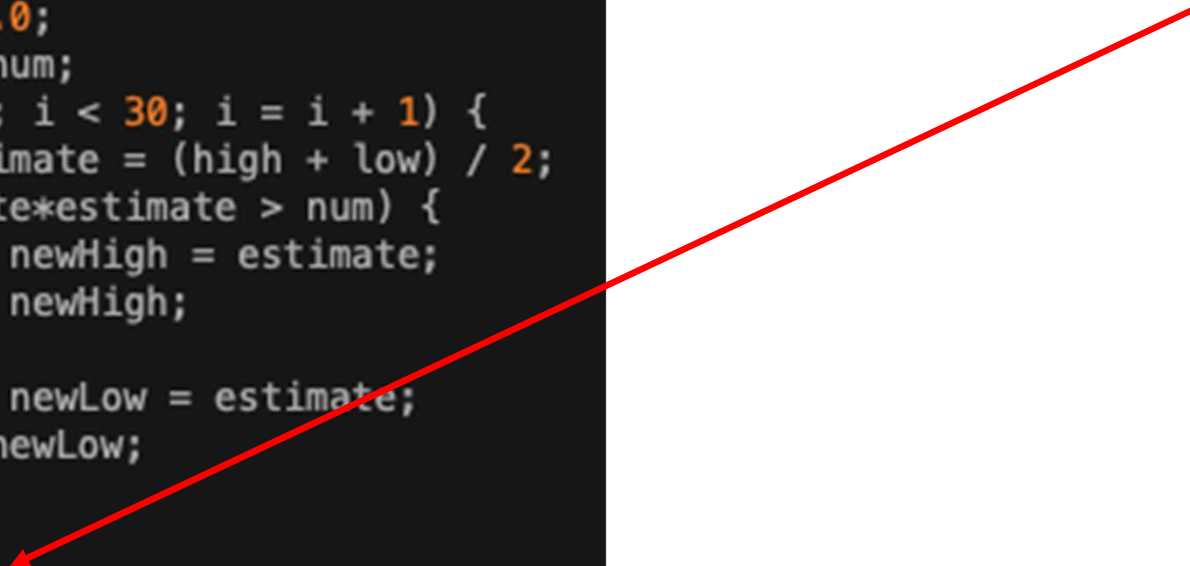 .0;
num;
; i < 30; i = i + 1) {
imate = (high + low) / 2;
te*estimate > num) {
newHigh = estimate;
newHigh;
newLow = estimate;
newLow;